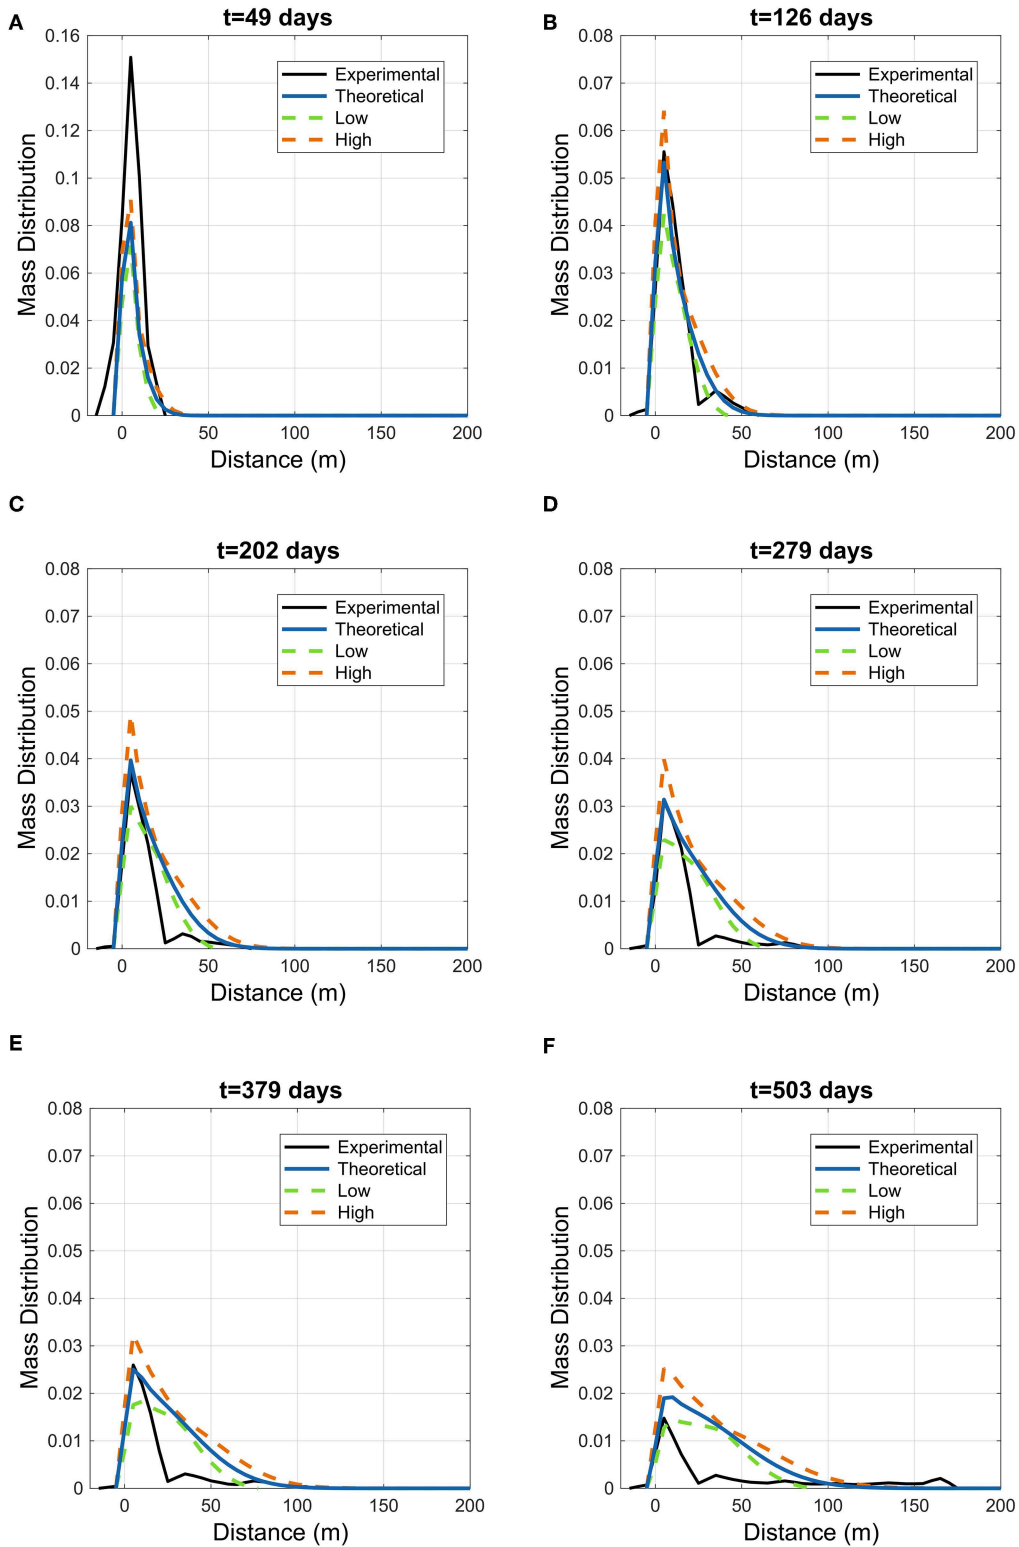 A
t=49 days
0.16
0.14
0.12
0.1
0.08
0.06
0.04
0.02
0
Mass Distribution
Experimental
Theoretical
Low
High
0 50 100 150 200
Distance (m)
B
t=126 days
0.08
0.07
0.06
0.05
0.04
0.03
0.02
0.01
0
Mass Distribution
Experimental
Theoretical
Low
High
0 50 100 150 200
Distance (m)
C
t=202 days
0.08
0.07
0.06
0.05
0.04
0.03
0.02
0.01
0
Mass Distribution
Experimental
Theoretical
Low
High
0 50 100 150 200
Distance (m)
D
t=279 days
0.08
0.07
0.06
0.05
0.04
0.03
0.02
0.01
0
Mass Distribution
Experimental
Theoretical
Low
High
0 50 100 150 200
Distance (m)
E
t=379 days
0.08
0.07
0.06
0.05
0.04
0.03
0.02
0.01
0
Mass Distribution
Experimental
Theoretical
Low
High
0 50 100 150 200
Distance (m)
F
t=503 days
0.08
0.07
0.06
0.05
0.04
0.03
0.02
0.01
0
Mass Distribution
Experimental
Theoretical
Low
High
0 50 100 150 200
Distance (m)